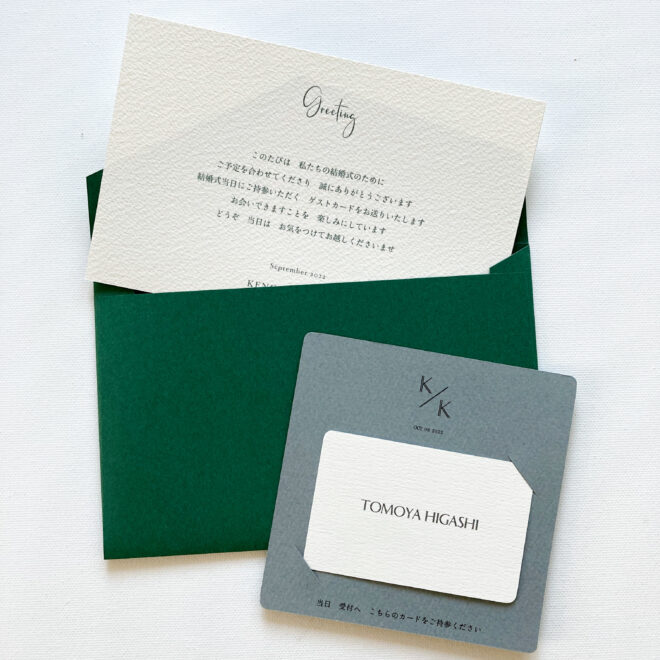 Greeting
このたびは　私たちの結婚式のために
ご予定を合わせてくださり　誠にありがとうございます
結婚式当日にご持参いただく　ゲストカードをお送りいたします
お会いできますことを　楽しみにしています
どうぞ　当日は　お気をつけてお越しくださいませ
September 2022
K/K
OCT 08 2022
TOMOYA HIGASHI
当日　受付へ　こちらのカードをご持参ください